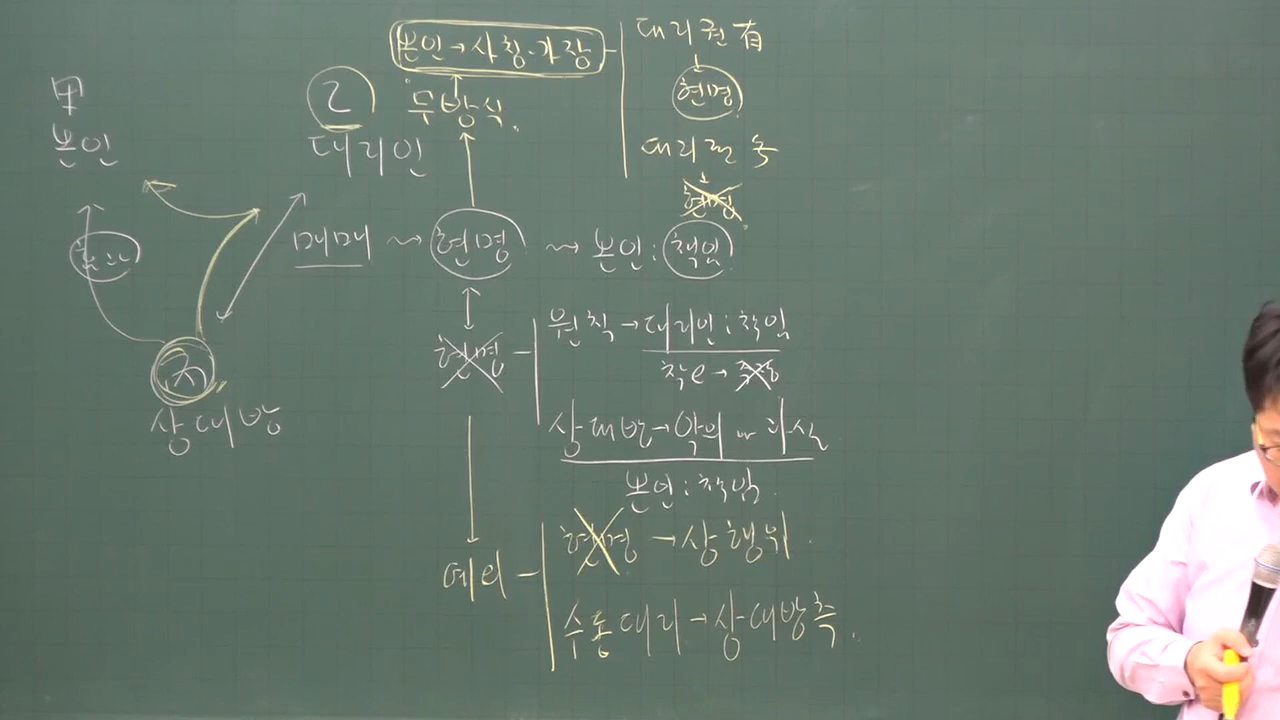 본인→사칭·가장
대리권 有
현명
대리권 不
현명
甲
본인
乙
무방식
대리인
매매 ~> 현명 ~> 본인 : 책임
현명
원칙→대리인 : 책임
착e→주장
상대방→악의 or 과실
본인 : 책임
丙
상대방
예외
현명→상행위
수동대리→상대방측